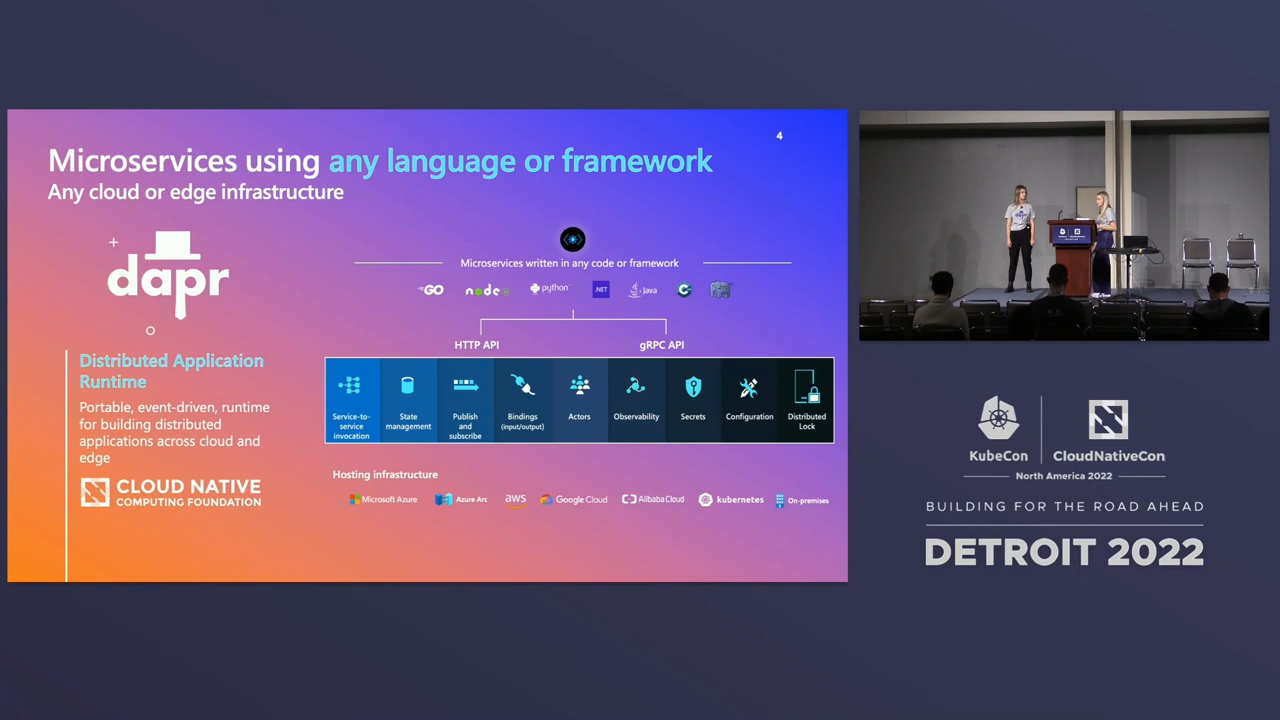 4
Microservices using any language or framework
Any cloud or edge infrastructure
dapr
Distributed Application
Runtime
Portable, event-driven, runtime
for building distributed
applications across cloud and
edge
CLOUD NATIVE
COMPUTING FOUNDATION
Microservices written in any code or framework
GO
node
python
.NET
Java
C++
HTTP API
gRPC API
Service-to-
service
invocation
State
management
Publish
and
subscribe
Bindings
(input/output)
Actors
Observability
Secrets
Configuration
Distributed
Lock
Hosting infrastructure
Microsoft Azure
Azure Arc
aws
Google Cloud
Alibaba Cloud
kubernetes
On-premises
KubeCon
CloudNativeCon
North America 2022
BUILDING FOR THE ROAD AHEAD
DETROIT 2022